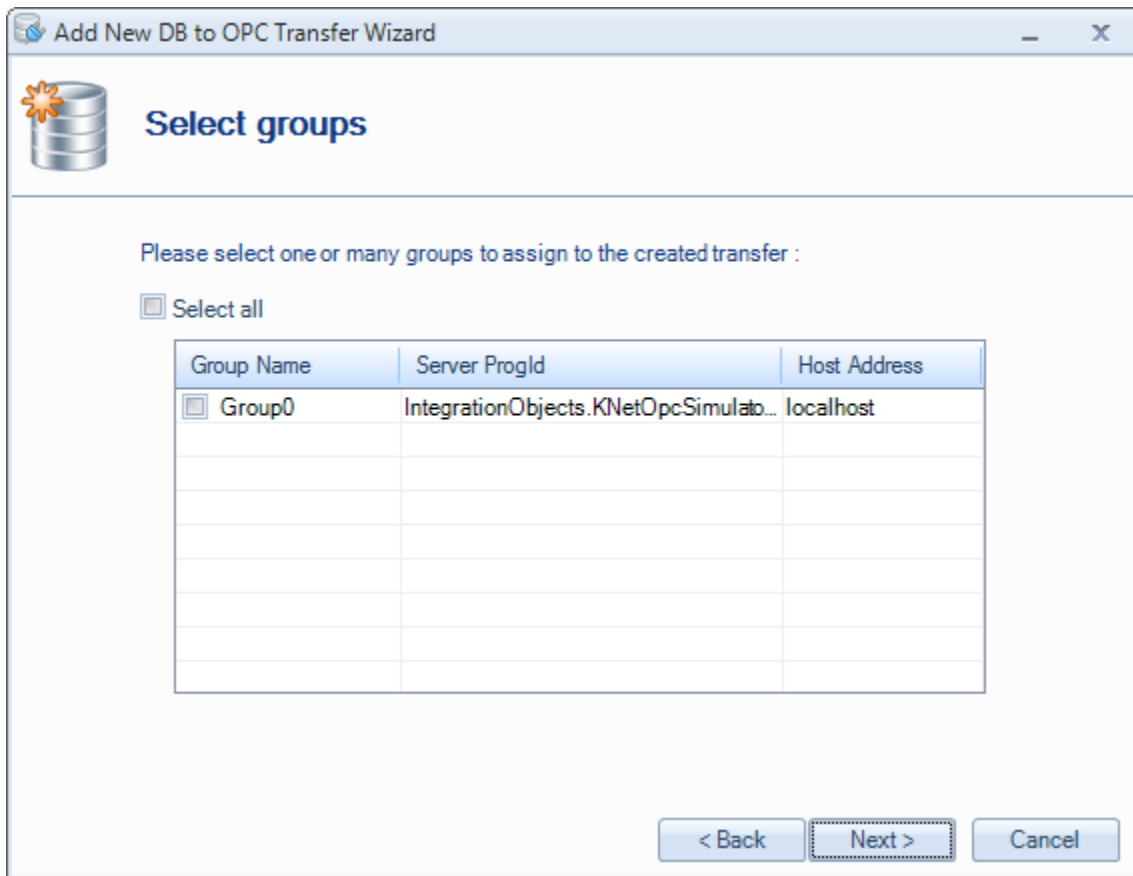 Add New DB to OPC Transfer Wizard
Select groups
Please select one or many groups to assign to the created transfer :
Select all
Group Name Server ProgId Host Address
Group0 IntegrationObjects.KNetOpcSimulato... localhost
< Back Next > Cancel